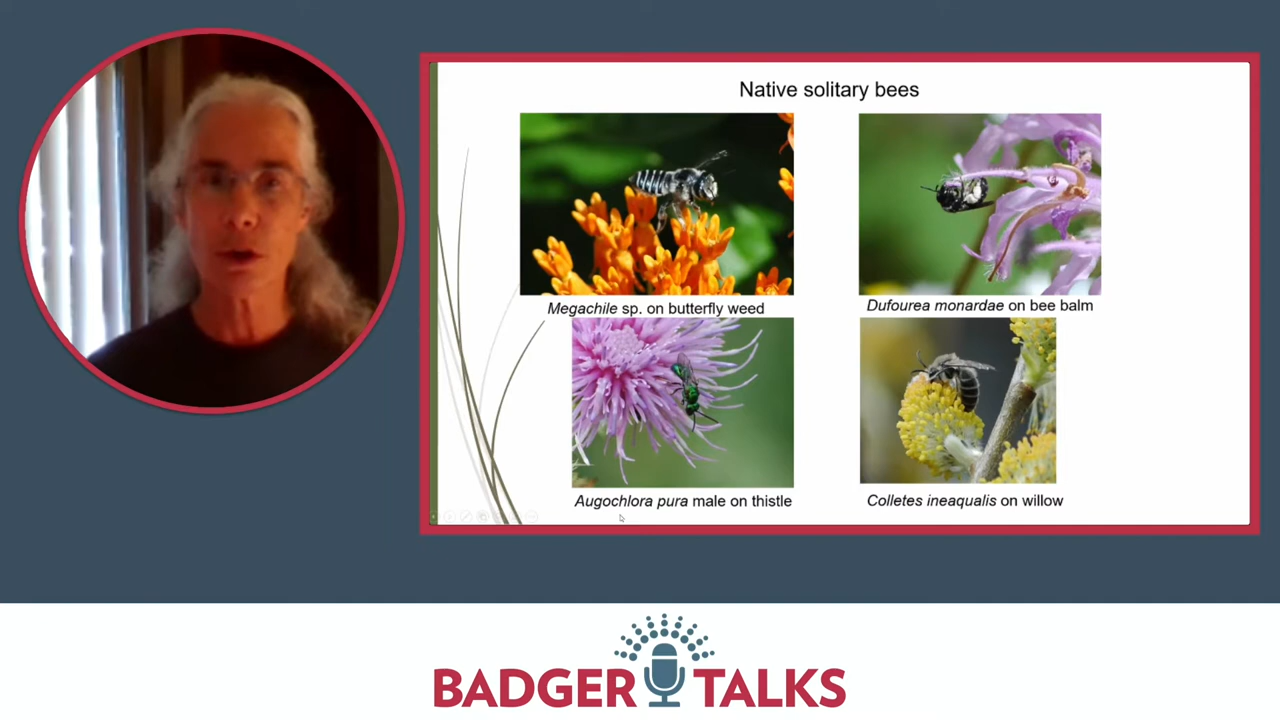 Native solitary bees
Megachile sp. on butterfly weed
Dufourea monardae on bee balm
Augochlora pura male on thistle
Colletes ineaqualis on willow
BADGER TALKS